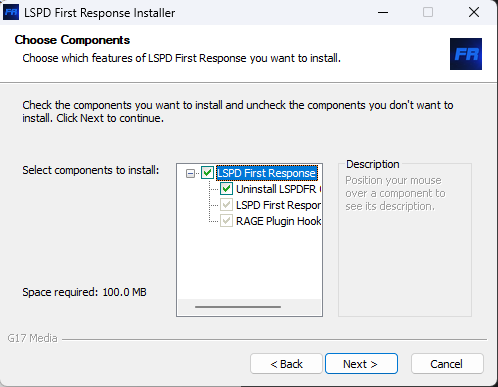 LSPD First Response Installer
Choose Components
Choose which features of LSPD First Response you want to install.
FR
Check the components you want to install and uncheck the components you don't want to
install. Click Next to continue.
Select components to install:
LSPD First Response
Uninstall LSPDFR
LSPD First Respor
RAGE Plugin Hook
Description
Position your mouse
over a component to
see its description.
Space required: 100.0 MB
G17 Media
< Back
Next >
Cancel